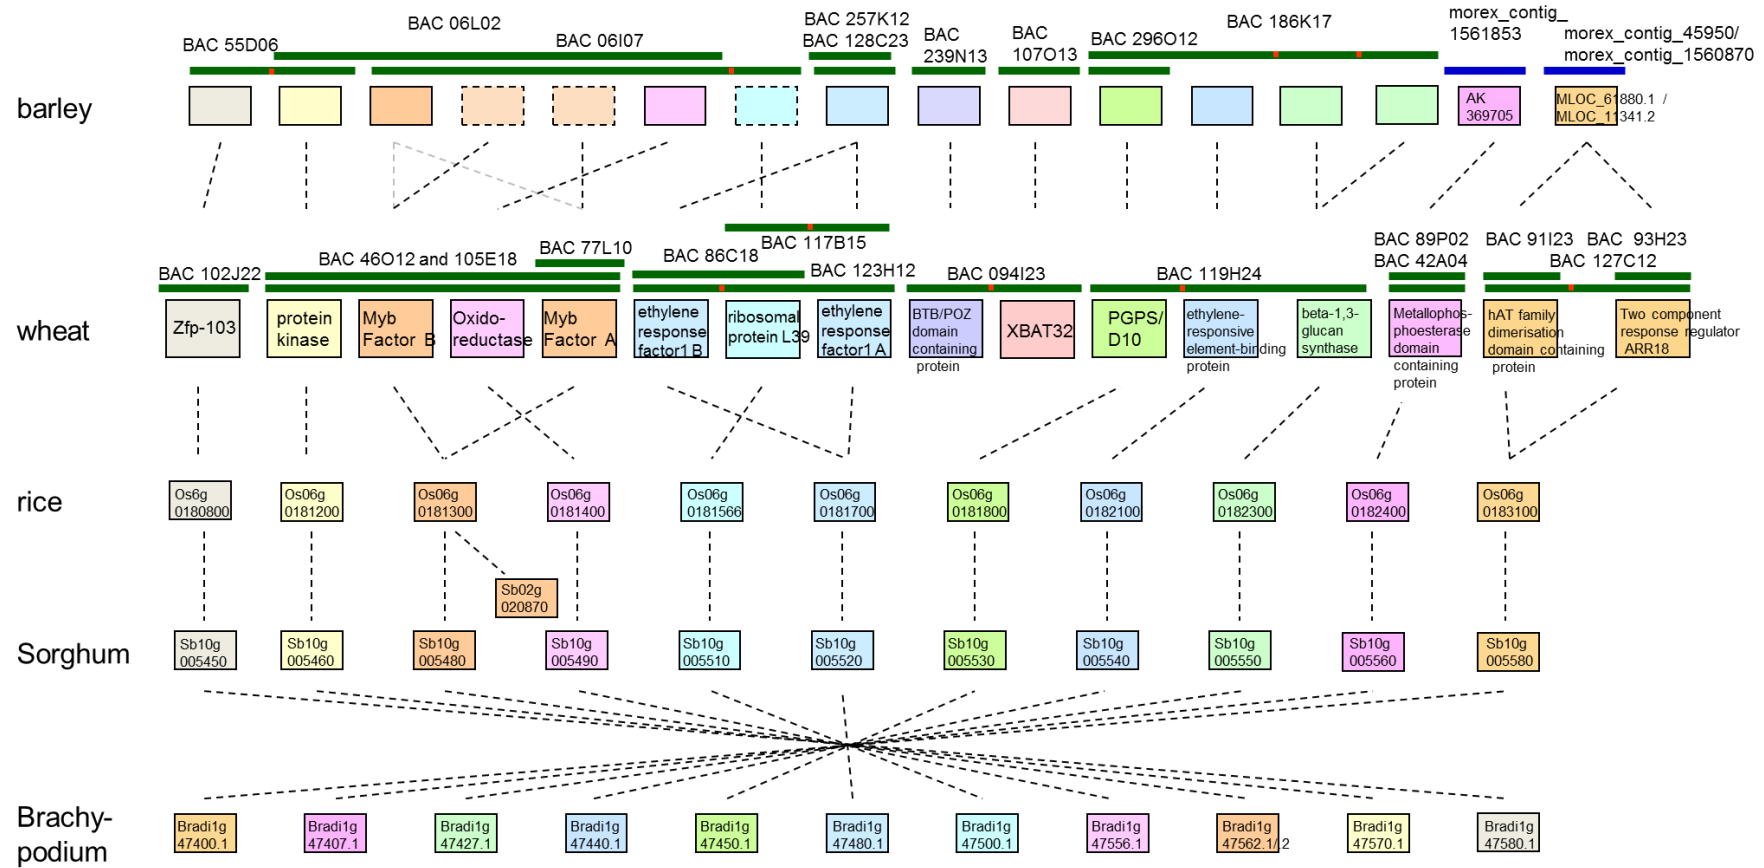 BAC 06L02
BAC 257K12
BAC 186K17
morex_contig_
1561853
morex_contig_45950/
morex_contig_1560870
BAC 55D06
BAC 06I07
BAC 128C23
BAC
239N13
BAC
107O13
BAC 296O12
barley
AK
369705
MLOC_61880.1 /
MLOC_11341.2
BAC 102J22
BAC 46O12 and 105E18
BAC 77L10
BAC 86C18
BAC 117B15
BAC 123H12
BAC 094I23
BAC 119H24
BAC 89P02
BAC 42A04
BAC 91I23
BAC 93H23
BAC 127C12
wheat
Zfp-103
protein
kinase
Myb
Factor B
Oxido-
reductase
Myb
Factor A
ethylene
response
factor1 B
ribosomal
protein L39
ethylene
response
factor1 A
BTB/POZ
domain
containing
protein
XBAT32
PGPS/
D10
ethylene-
responsive
element-binding
protein
beta-1,3-
glucan
synthase
Metallophos-
phoesterase
domain
containing
protein
hAT family
dimerisation
domain containing
protein
Two component
response regulator
ARR18
rice
Os6g
0180800
Os06g
0181200
Os06g
0181300
Os06g
0181400
Os06g
0181566
Os06g
0181700
Os06g
0181800
Os06g
0182100
Os06g
0182300
Os06g
0182400
Os06g
0183100
Sb02g
020870
Sorghum
Sb10g
005450
Sb10g
005460
Sb10g
005480
Sb10g
005490
Sb10g
005510
Sb10g
005520
Sb10g
005530
Sb10g
005540
Sb10g
005550
Sb10g
005560
Sb10g
005580
Brachy-
podium
Bradi1g
47400.1
Bradi1g
47407.1
Bradi1g
47427.1
Bradi1g
47440.1
Bradi1g
47450.1
Bradi1g
47480.1
Bradi1g
47500.1
Bradi1g
47556.1
Bradi1g
47562.1/.2
Bradi1g
47570.1
Bradi1g
47580.1